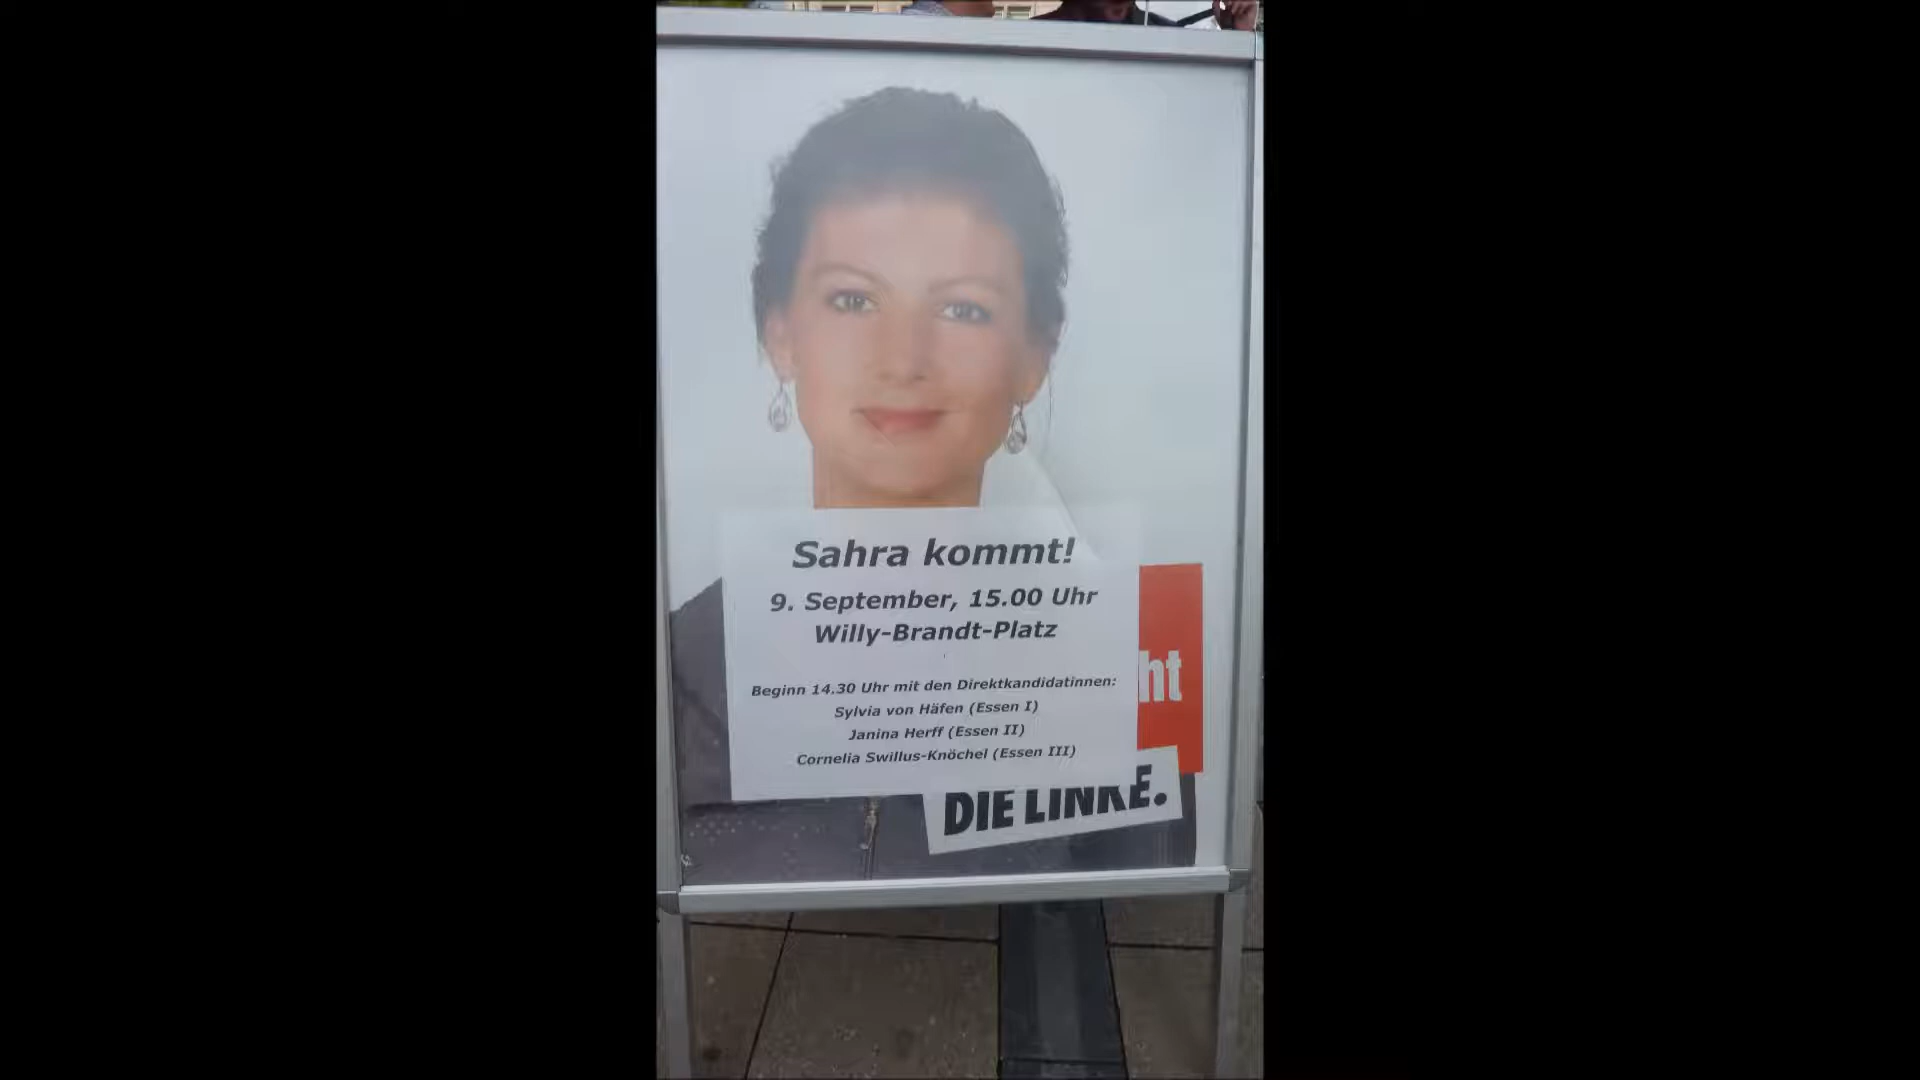 Sahra kommt!
9. September, 15.00 Uhr
Willy-Brandt-Platz
Beginn 14.30 Uhr mit den Direktkandidatinnen:
Sylvia von Häfen (Essen I)
Janina Herff (Essen II)
Cornelia Swillus-Knöchel (Essen III)
ht
DIE LINKE.